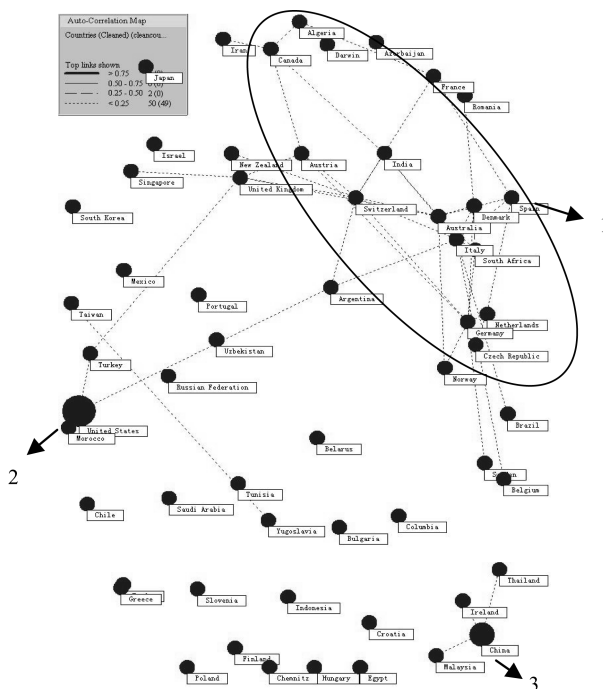 Auto-Correlation Map
Countries (Cleaned) (cleancou...
Top links shown
> 0.75
0.50 - 0.75
0.25 - 0.50 2 (0)
< 0.25 50 (49)
Japan
Iran
Algeria
Canada
Darwin
Azerbaijan
France
Romania
Israel
Singapore
New Zealand
Austria
India
United Kingdom
South Korea
Switzerland
Spain
Denmark
Australia
Italy
South Africa
Mexico
Taiwan
Portugal
Argentina
Netherlands
Germany
Turkey
Uzbekistan
Czech Republic
Russian Federation
Norway
United States
Morocco
Brazil
2
Belarus
Belgium
Chile
Saudi Arabia
Tunisia
Yugoslavia
Bulgaria
Columbia
Thailand
Greece
Slovenia
Indonesia
Ireland
Croatia
China
Finland
Malaysia
Poland
Chemnitz
Hungary
Egypt
3